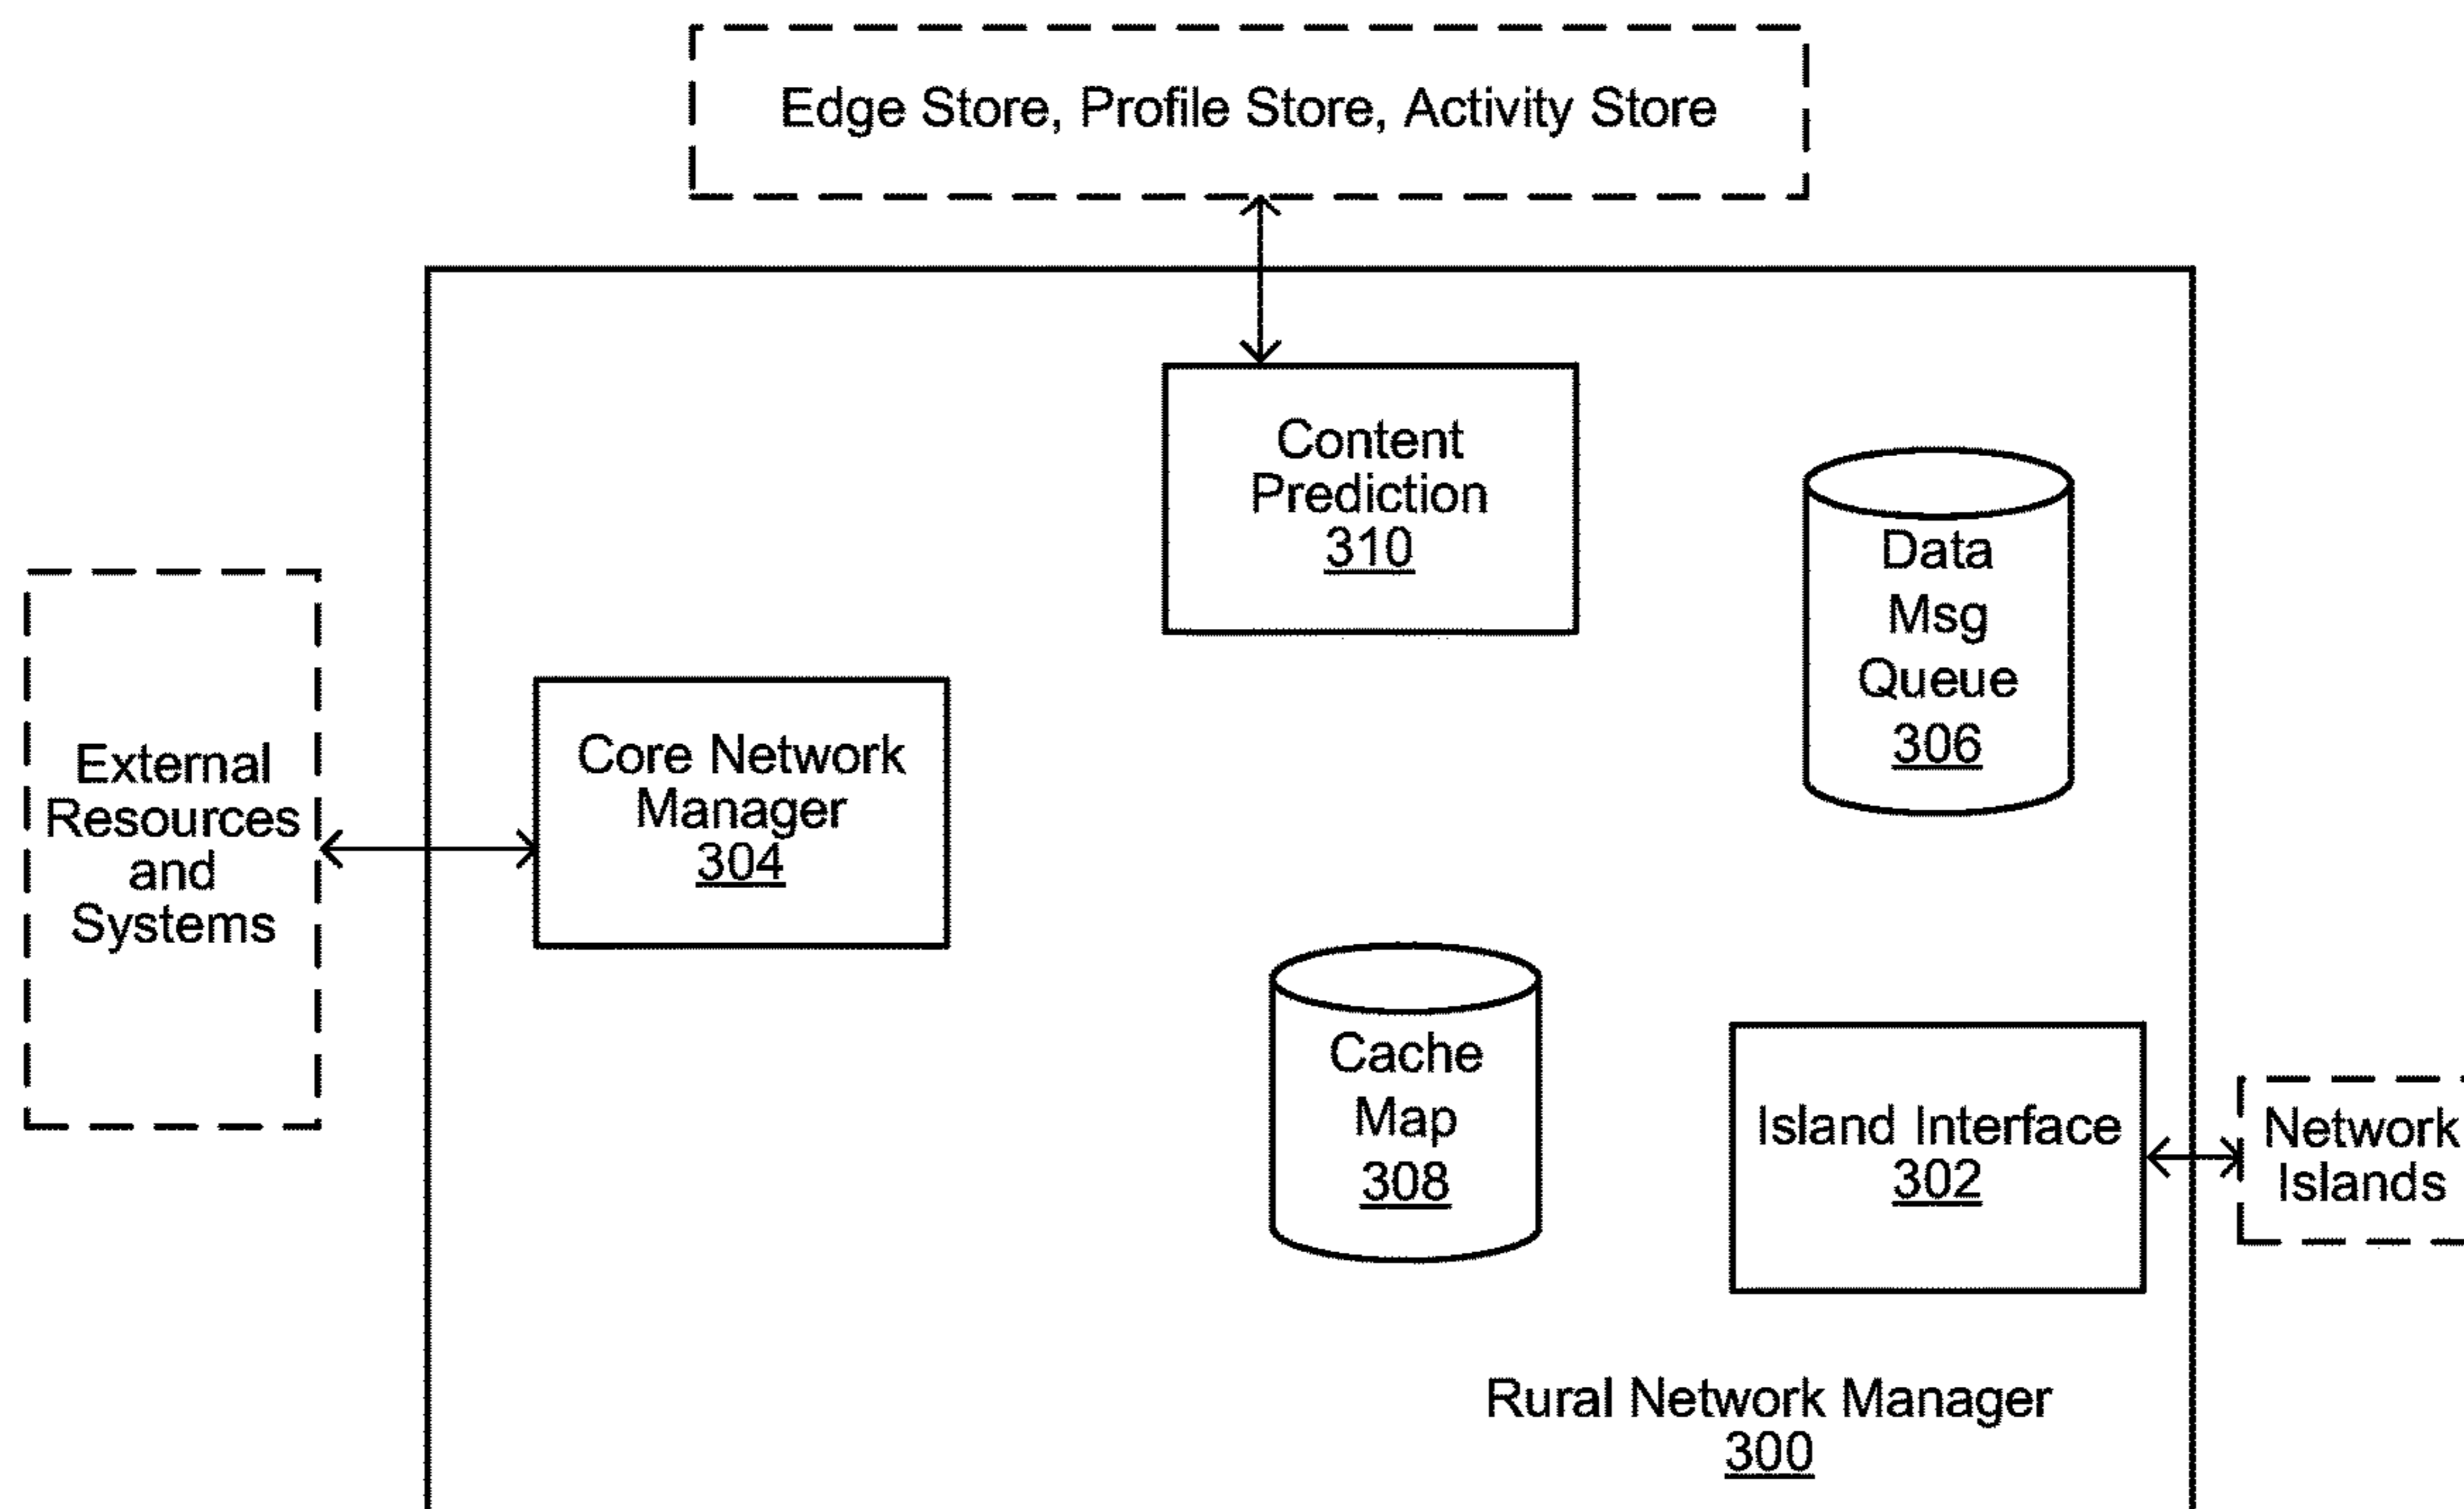 Edge Store, Profile Store, Activity Store
Content
Prediction
310
Data
Msg
Queue
306
External
Resources
and
Systems
Core Network
Manager
304
Cache
Map
308
Island Interface
302
Network
Islands
Rural Network Manager
300